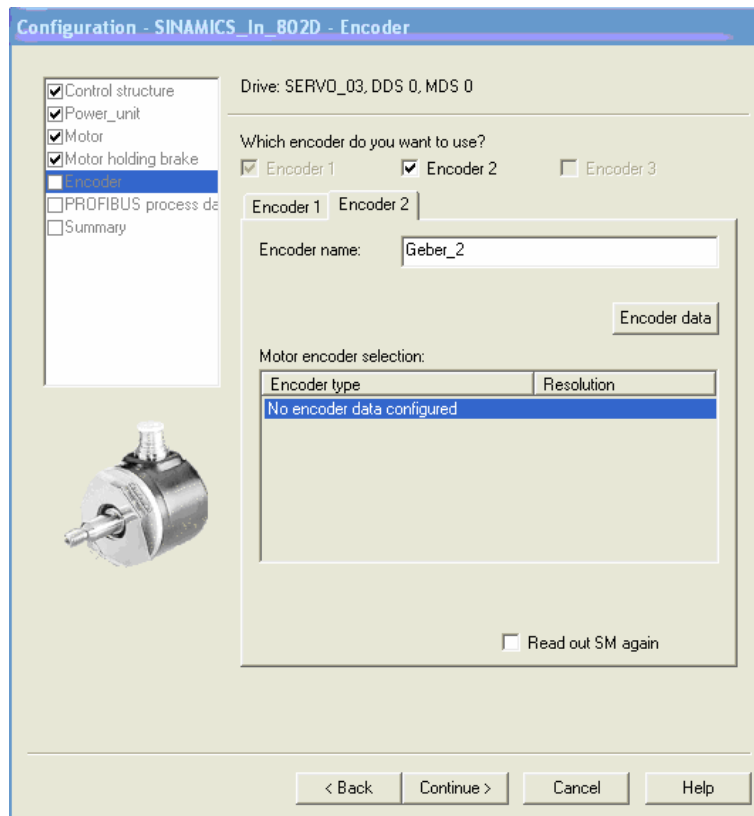 Configuration - SINAMICS_In_802D - Encoder
Control structure
Power_unit
Motor
Motor holding brake
Encoder
PROFIBUS process da
Summary
Drive: SERVO_03, DDS 0, MDS 0
Which encoder do you want to use?
Encoder 1 Encoder 2 Encoder 3
Encoder 1 Encoder 2
Encoder name: Geber_2
Encoder data
Motor encoder selection:
Encoder type Resolution
No encoder data configured
Read out SM again
< Back Continue > Cancel Help